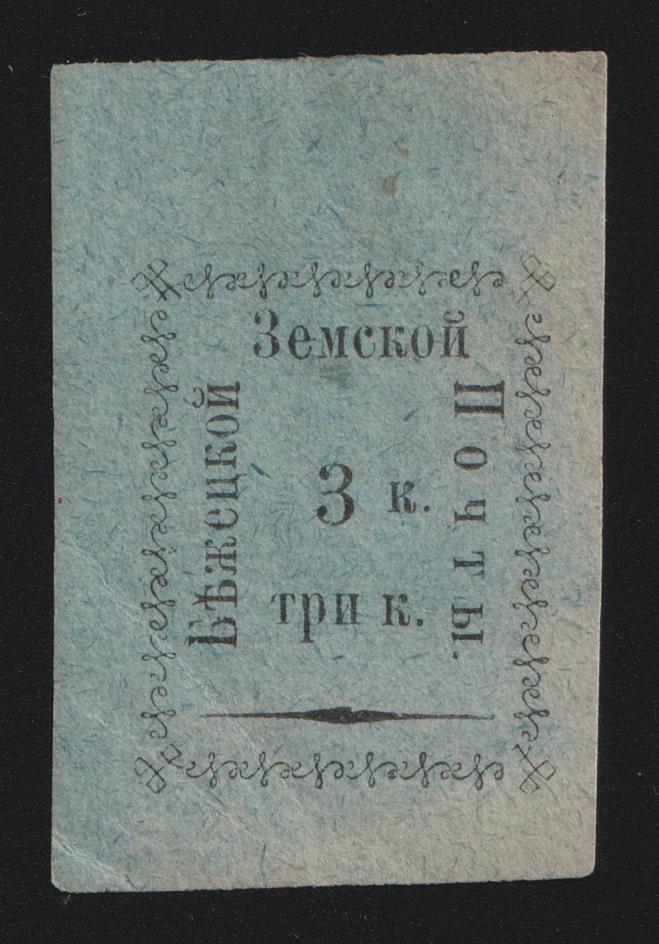 Бѣжецкой
Земской
Почты.
3 к.
три к.